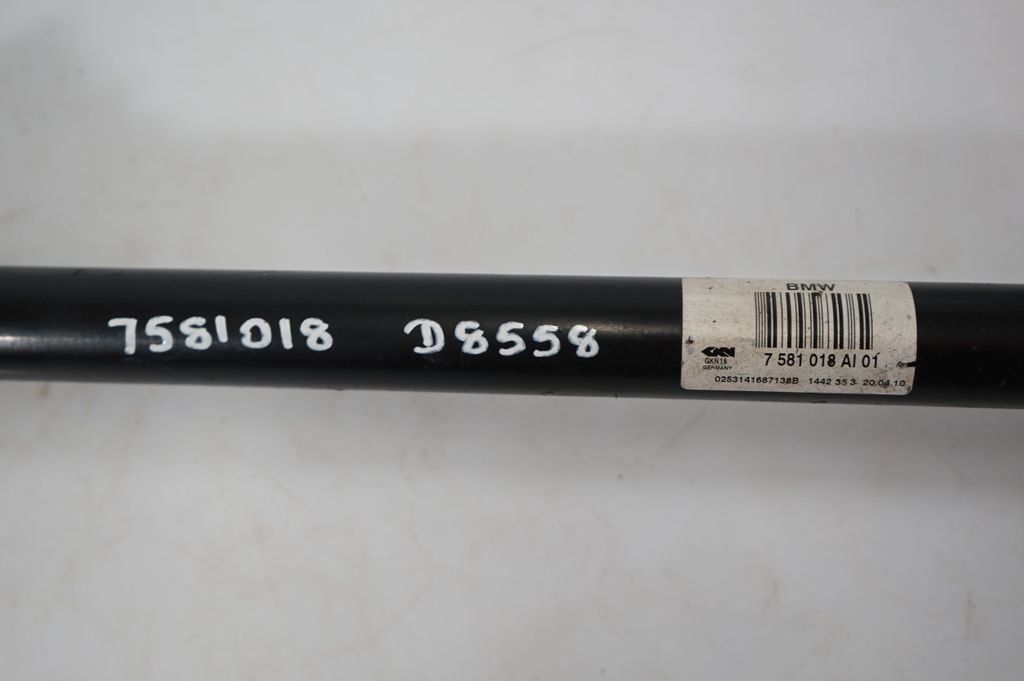 7581018 D8558
BMW
GKN
GKN15
GERMANY
7 581 018 AI 01
0253141687138B 1442 35 3 20.04.10